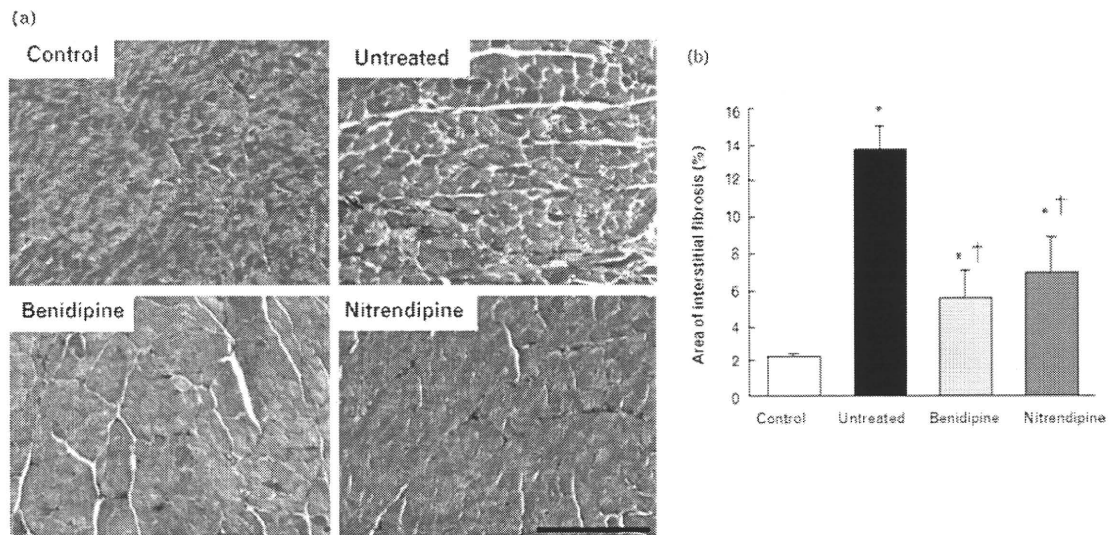 (a)
Control
Untreated
Benidipine
Nitrendipine
(b)
Area of interstitial fibrosis (%)
16
14
12
10
8
6
4
2
0
*
* †
* †
Control
Untreated
Benidipine
Nitrendipine